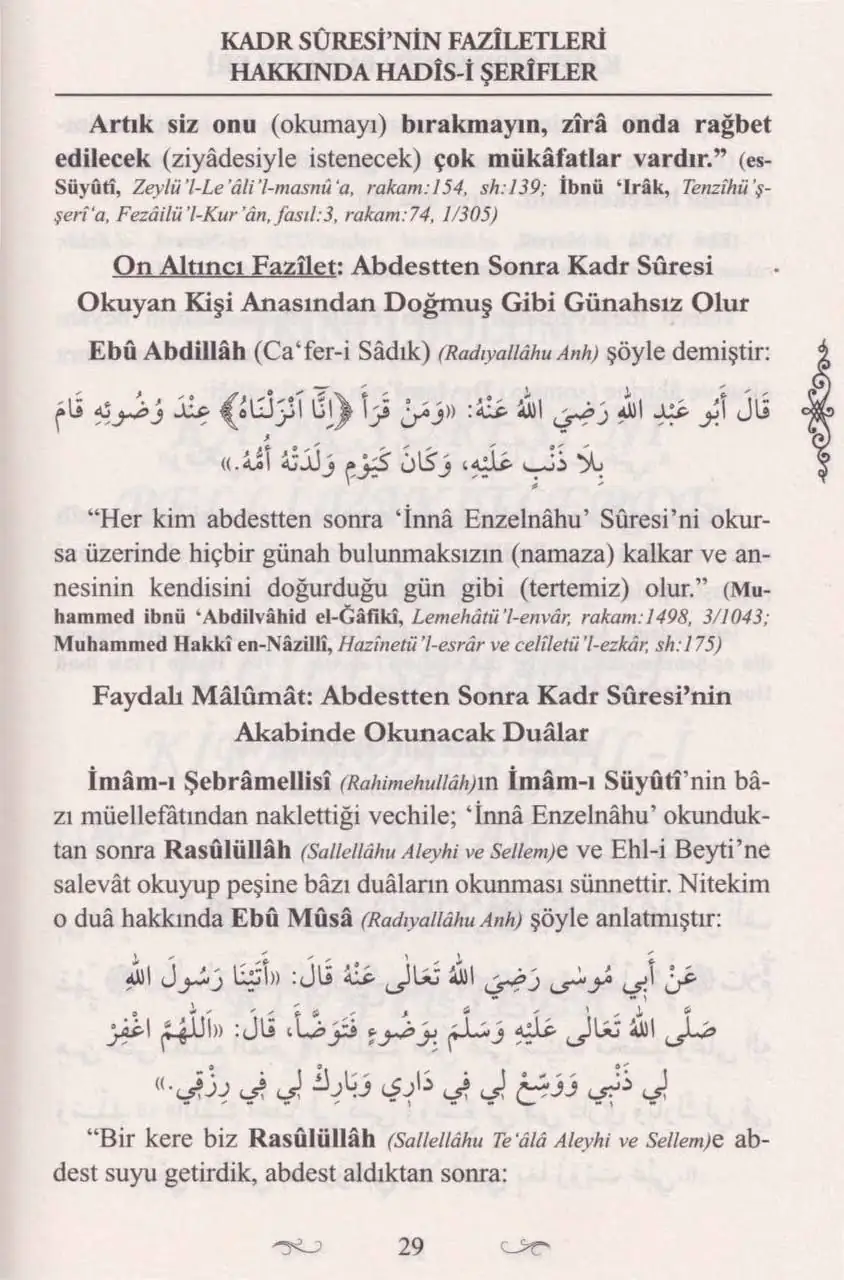 KADR SÛRESİ’NİN FAZÎLETLERİ
HAKKINDA HADÎS-İ ŞERÎFLER
Artık siz onu (okumayı) bırakmayın, zîrâ onda rağbet
edilecek (ziyâdesiyle istenecek) çok mükâfatlar vardır.” (es-
Süyûtî, Zeylü’l-Le’âli’l-masnû‘a, rakam:154, sh:139; İbnü ‘Irâk, Tenzîhü’ş-
şerî‘a, Fezâilü’l-Kur’ân, fasıl:3, rakam:74, 1/305)
On Altıncı Fazîlet: Abdestten Sonra Kadr Sûresi
Okuyan Kişi Anasından Doğmuş Gibi Günahsız Olur
Ebû Abdillâh (Ca‘fer-i Sâdık) (Radıyallâhu Anh) şöyle demiştir:
قَالَ أَبُو عَبْدِ اللهِ رَضِيَ اللهُ عَنْهُ: «وَمَنْ قَرَأَ ﴿إِنَّا اَنْزَلْنَاهُ﴾ عِنْدَ وُضُوئِهِ قَامَ
بِلَا ذَنْبٍ عَلَيْهِ، وَكَانَ كَيَوْمِ وَلَدَتْهُ أُمُّهُ.»
“Her kim abdestten sonra ‘İnnâ Enzelnâhu’ Sûresi’ni okur-
sa üzerinde hiçbir günah bulunmaksızın (namaza) kalkar ve an-
nesinin kendisini doğurduğu gün gibi (tertemiz) olur.” (Mu-
hammed ibnü ‘Abdilvâhid el-Ğâfikî, Lemehâtü’l-envâr, rakam:1498, 3/1043;
Muhammed Hakkî en-Nâzillî, Hazînetü’l-esrâr ve celîletü’l-ezkâr, sh:175)
Faydalı Mâlûmât: Abdestten Sonra Kadr Sûresi’nin
Akabinde Okunacak Duâlar
İmâm-ı Şebrâmellisî (Rahimehullâh)ın İmâm-ı Süyûtî’nin bâ-
zı müellefâtından naklettiği vechile; ‘İnnâ Enzelnâhu’ okunduk-
tan sonra Rasûlüllâh (Sallellâhu Aleyhi ve Sellem)e ve Ehl-i Beyti’ne
salevât okuyup peşine bâzı duâların okunması sünnettir. Nitekim
o duâ hakkında Ebû Mûsâ (Radıyallâhu Anh) şöyle anlatmıştır:
عَنْ أَبِي مُوسَى رَضِيَ اللهُ تَعَالَى عَنْهُ قَالَ: «أَتَيْنَا رَسُولَ اللهِ
صَلَّى اللهُ تَعَالَى عَلَيْهِ وَسَلَّمَ بِوَضُوءٍ فَتَوَضَّأَ، قَالَ: «اَللّٰهُمَّ اغْفِرْ
لِي ذَنْبِي وَوَسِّعْ لِي فِي دَارِي وَبَارِكْ لِي فِي رِزْقِي.»
“Bir kere biz Rasûlüllâh (Sallellâhu Te‘âlâ Aleyhi ve Sellem)e ab-
dest suyu getirdik, abdest aldıktan sonra:
29